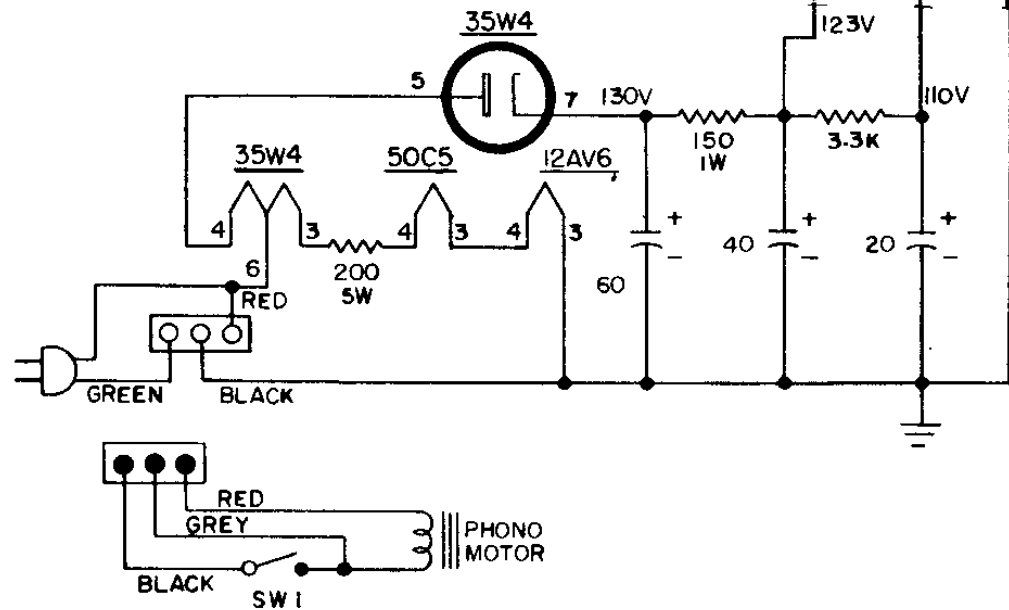 35W4
123V
5
7
130V
110V
150
1W
3.3K
35W4
50C5
12AV6
4
3
4
3
4
3
+
+
+
6
200
5W
60
40
20
-
-
-
RED
GREEN
BLACK
RED
GREY
PHONO
MOTOR
BLACK
SW1